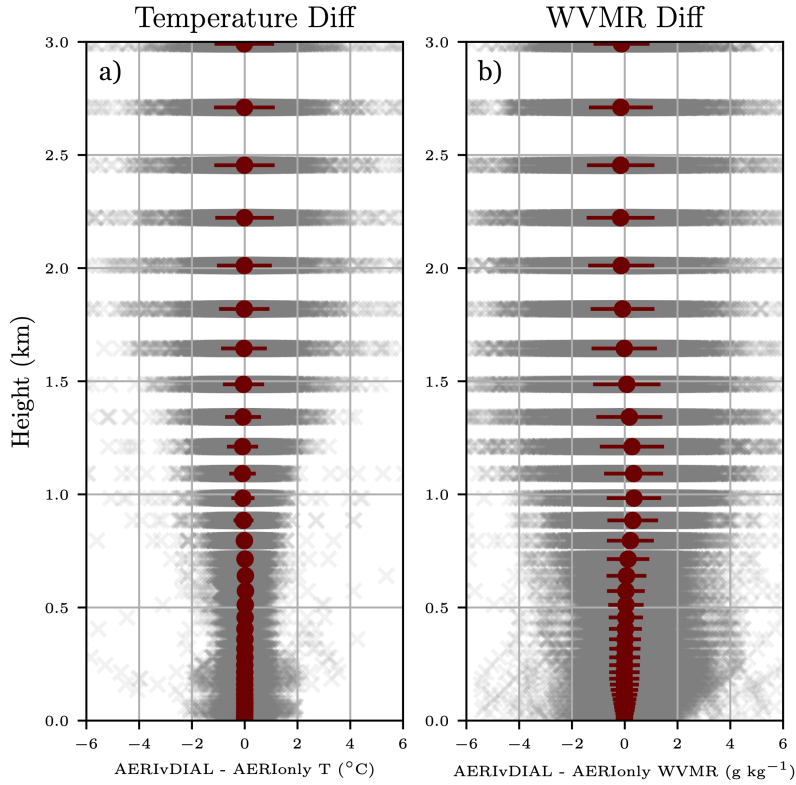 Temperature Diff
WVMR Diff
a)
b)
3.0
2.5
2.0
1.5
1.0
0.5
0.0
3.0
2.5
2.0
1.5
1.0
0.5
0.0
Height (km)
−6 −4 −2 0 2 4 6
−6 −4 −2 0 2 4 6
AERIvDIAL - AERIonly T (°C)
AERIvDIAL - AERIonly WVMR (g kg⁻¹)